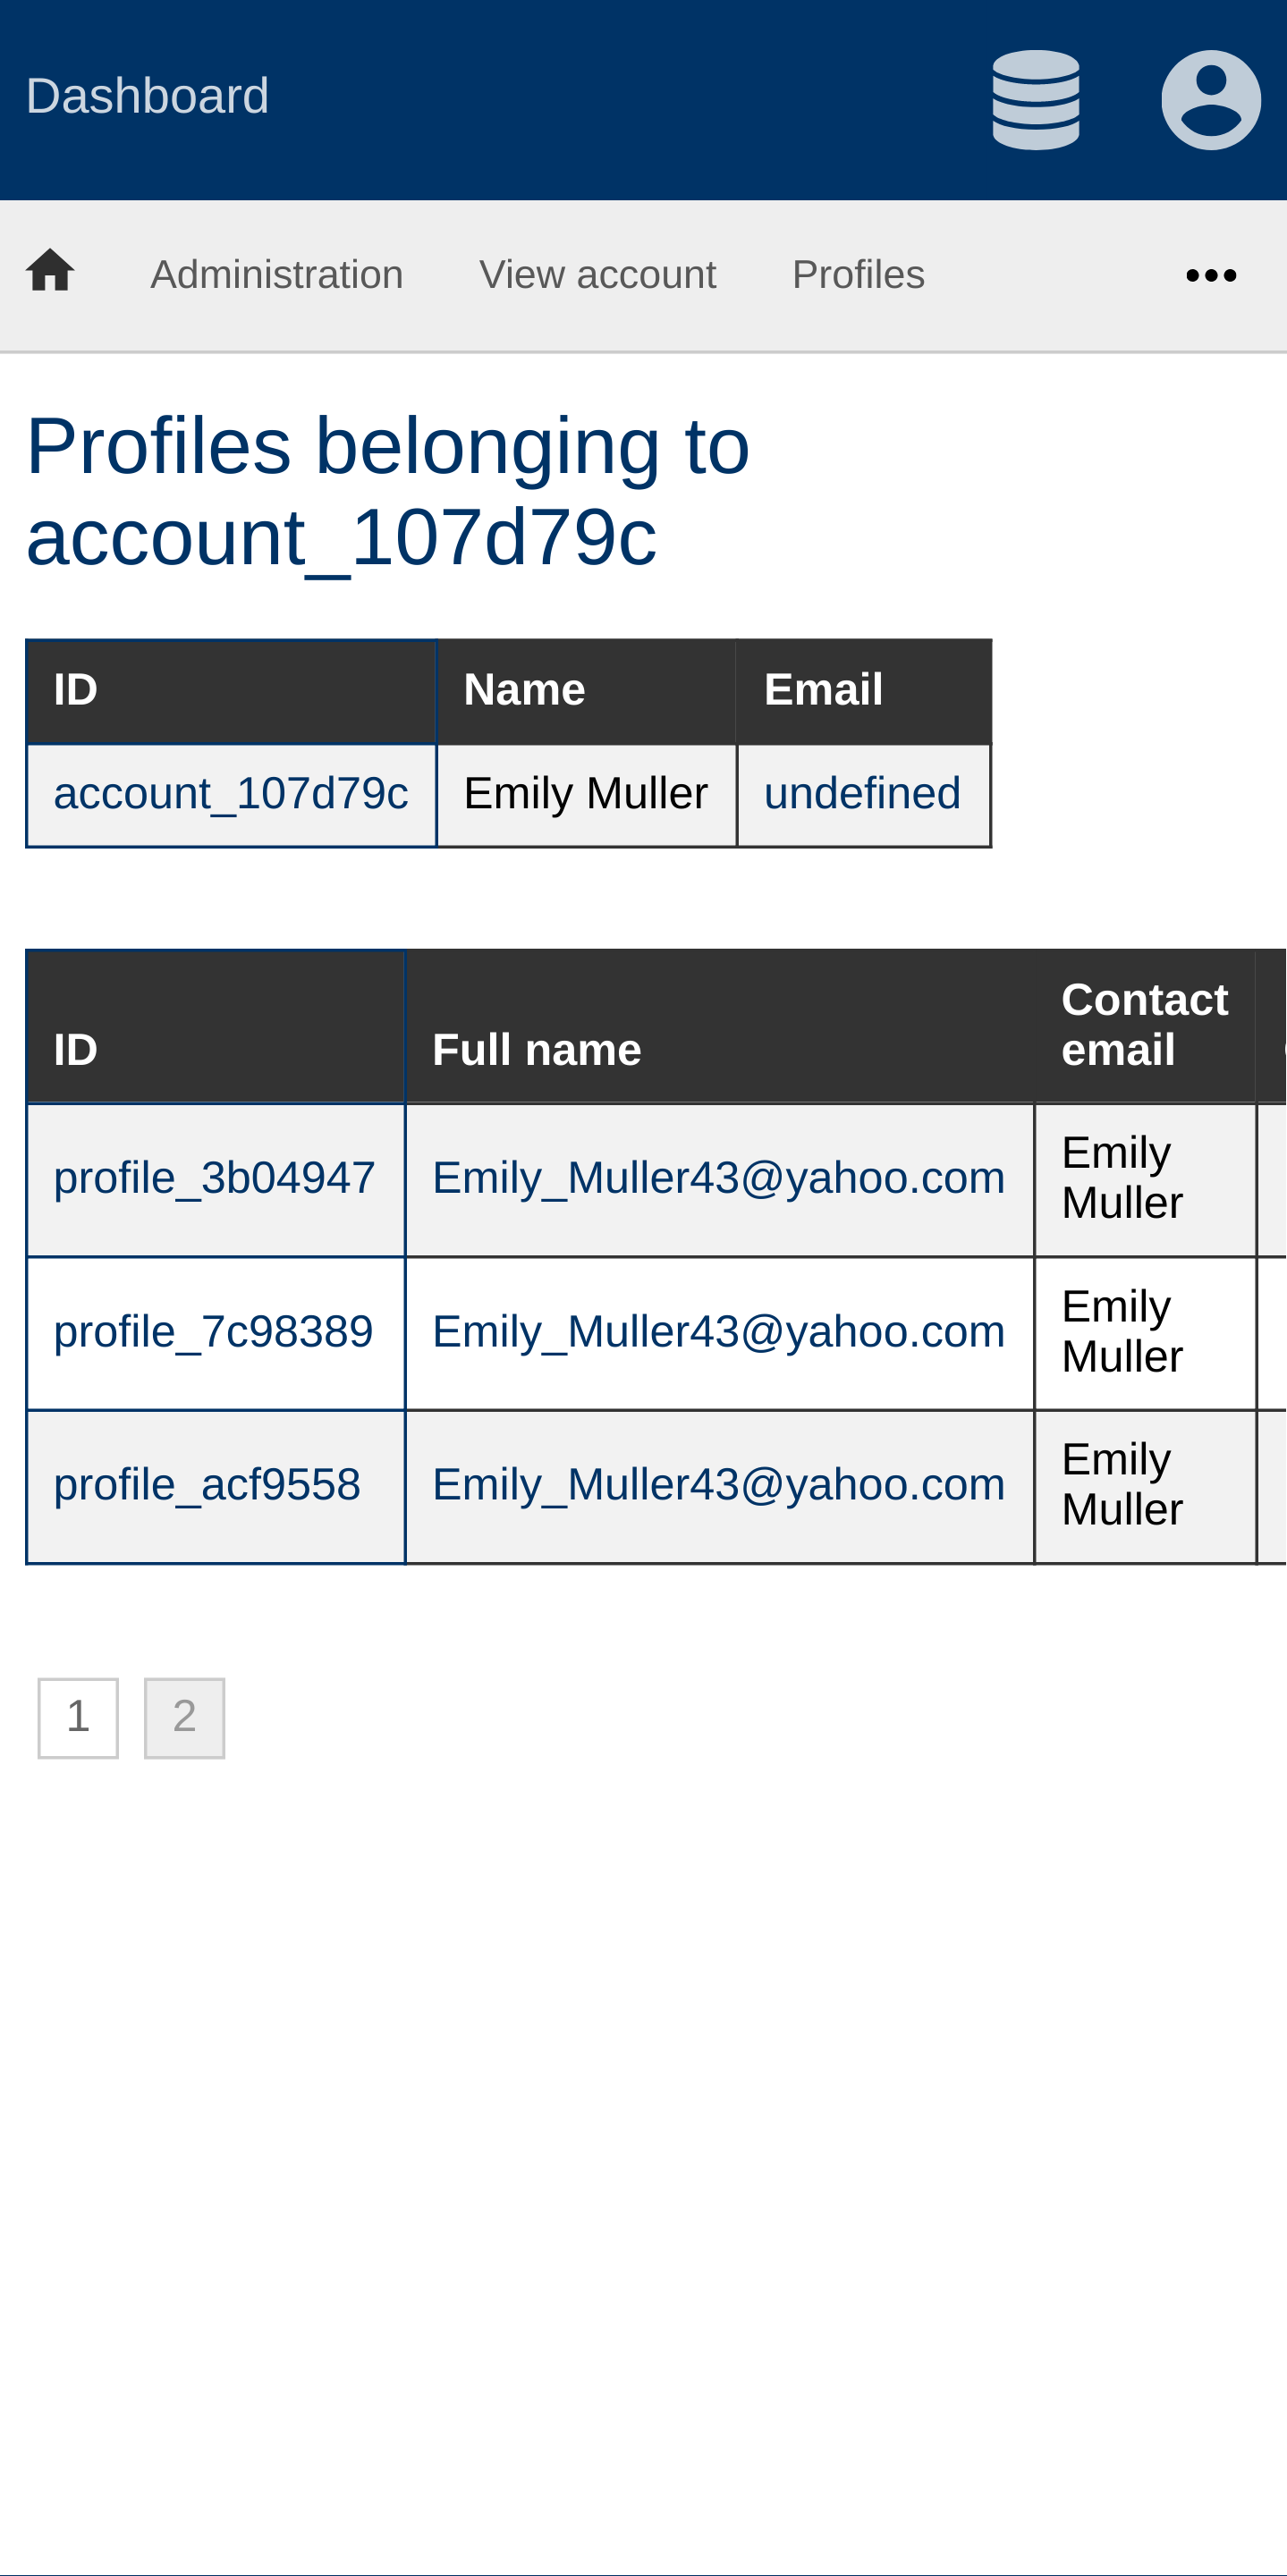 Dashboard
Administration View account Profiles
Profiles belonging to
account_107d79c
ID Name Email
account_107d79c Emily Muller undefined
ID Full name Contact email
profile_3b04947 Emily_Muller43@yahoo.com Emily Muller
profile_7c98389 Emily_Muller43@yahoo.com Emily Muller
profile_acf9558 Emily_Muller43@yahoo.com Emily Muller
1 2